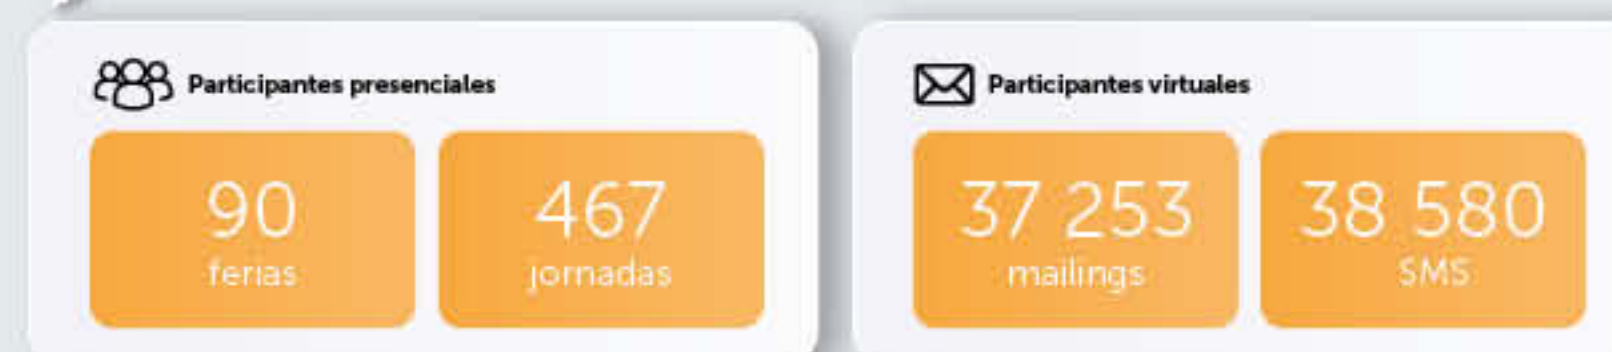 Participantes presenciales
90
ferias
467
jornadas
Participantes virtuales
37 253
mailings
38 580
SMS